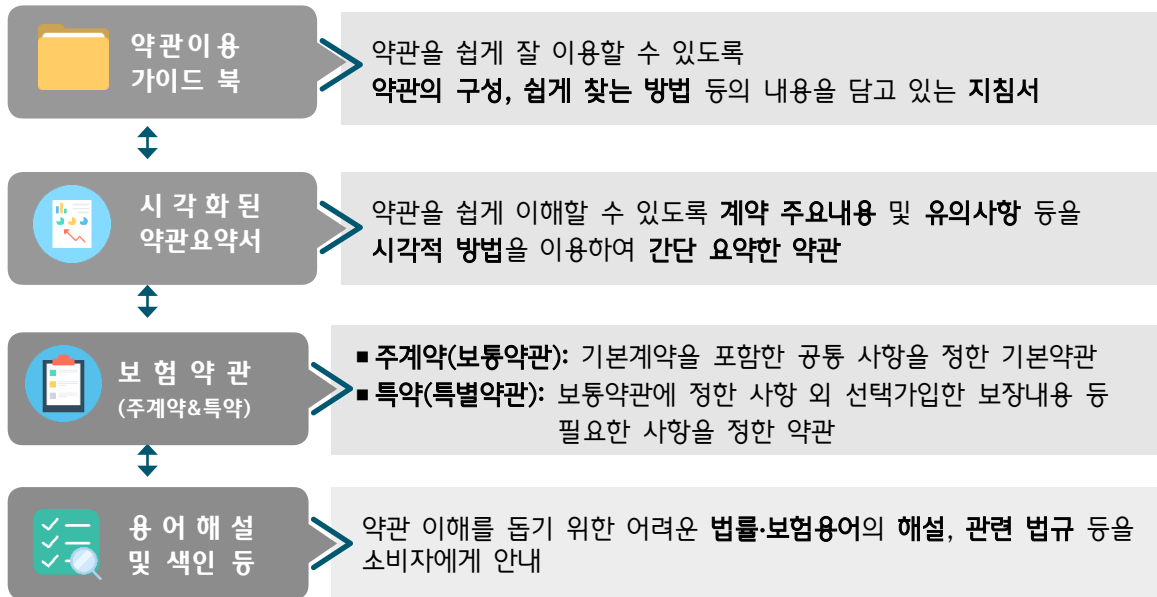 약관이용
가이드 북
약관을 쉽게 잘 이용할 수 있도록
약관의 구성, 쉽게 찾는 방법 등의 내용을 담고 있는 지침서
시각화된
약관요약서
약관을 쉽게 이해할 수 있도록 계약 주요내용 및 유의사항 등을
시각적 방법을 이용하여 간단 요약한 약관
보험약관
(주계약&특약)
▪ 주계약(보통약관): 기본계약을 포함한 공통 사항을 정한 기본약관
▪ 특약(특별약관): 보통약관에 정한 사항 외 선택가입한 보장내용 등
필요한 사항을 정한 약관
용어해설
및 색인 등
약관 이해를 돕기 위한 어려운 법률·보험용어의 해설, 관련 법규 등을
소비자에게 안내